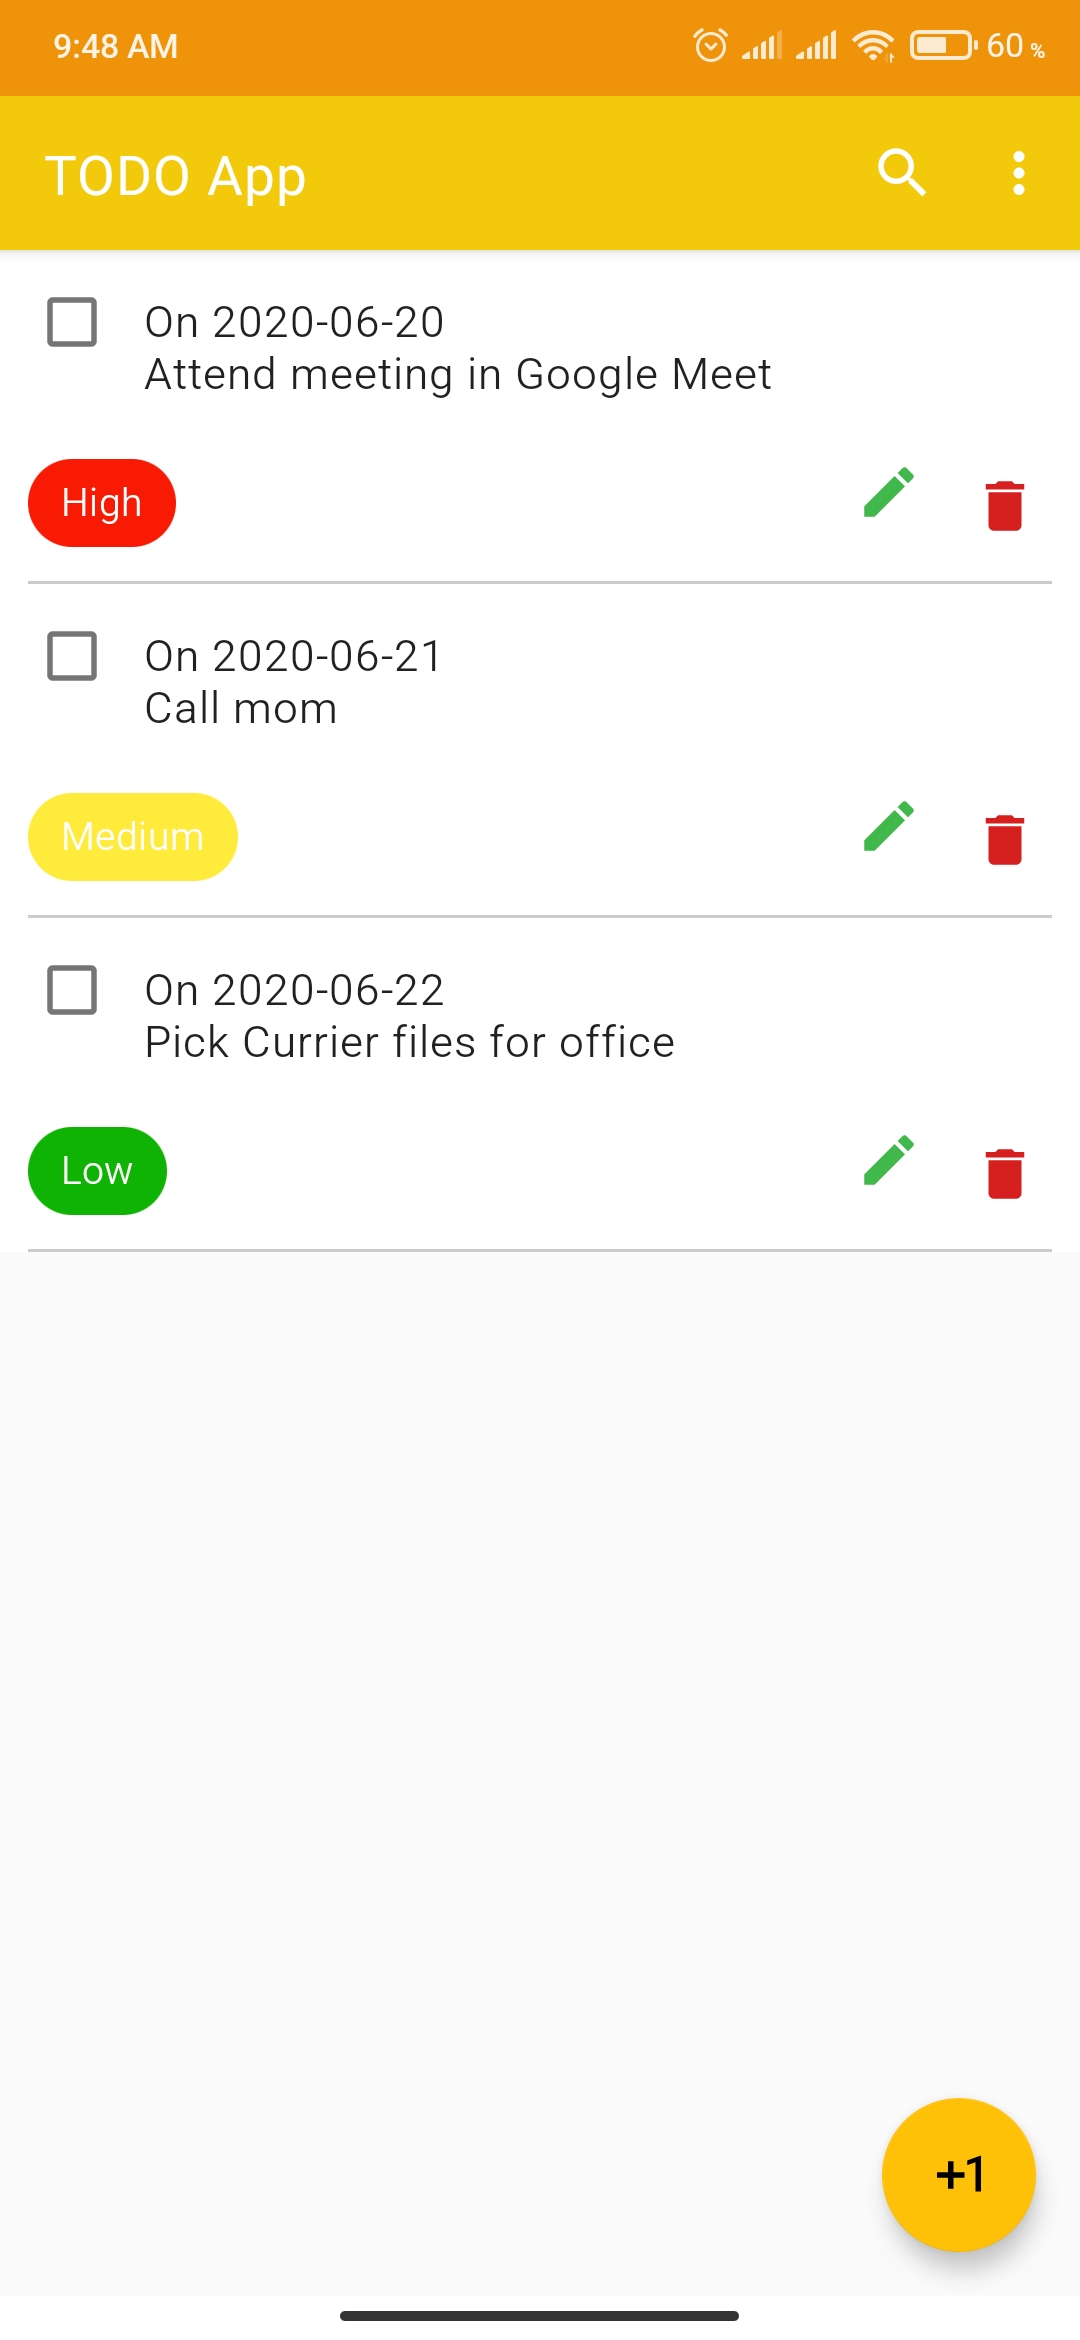 9:48 AM 60 %
TODO App
On 2020-06-20
Attend meeting in Google Meet
High
On 2020-06-21
Call mom
Medium
On 2020-06-22
Pick Currier files for office
Low
+1